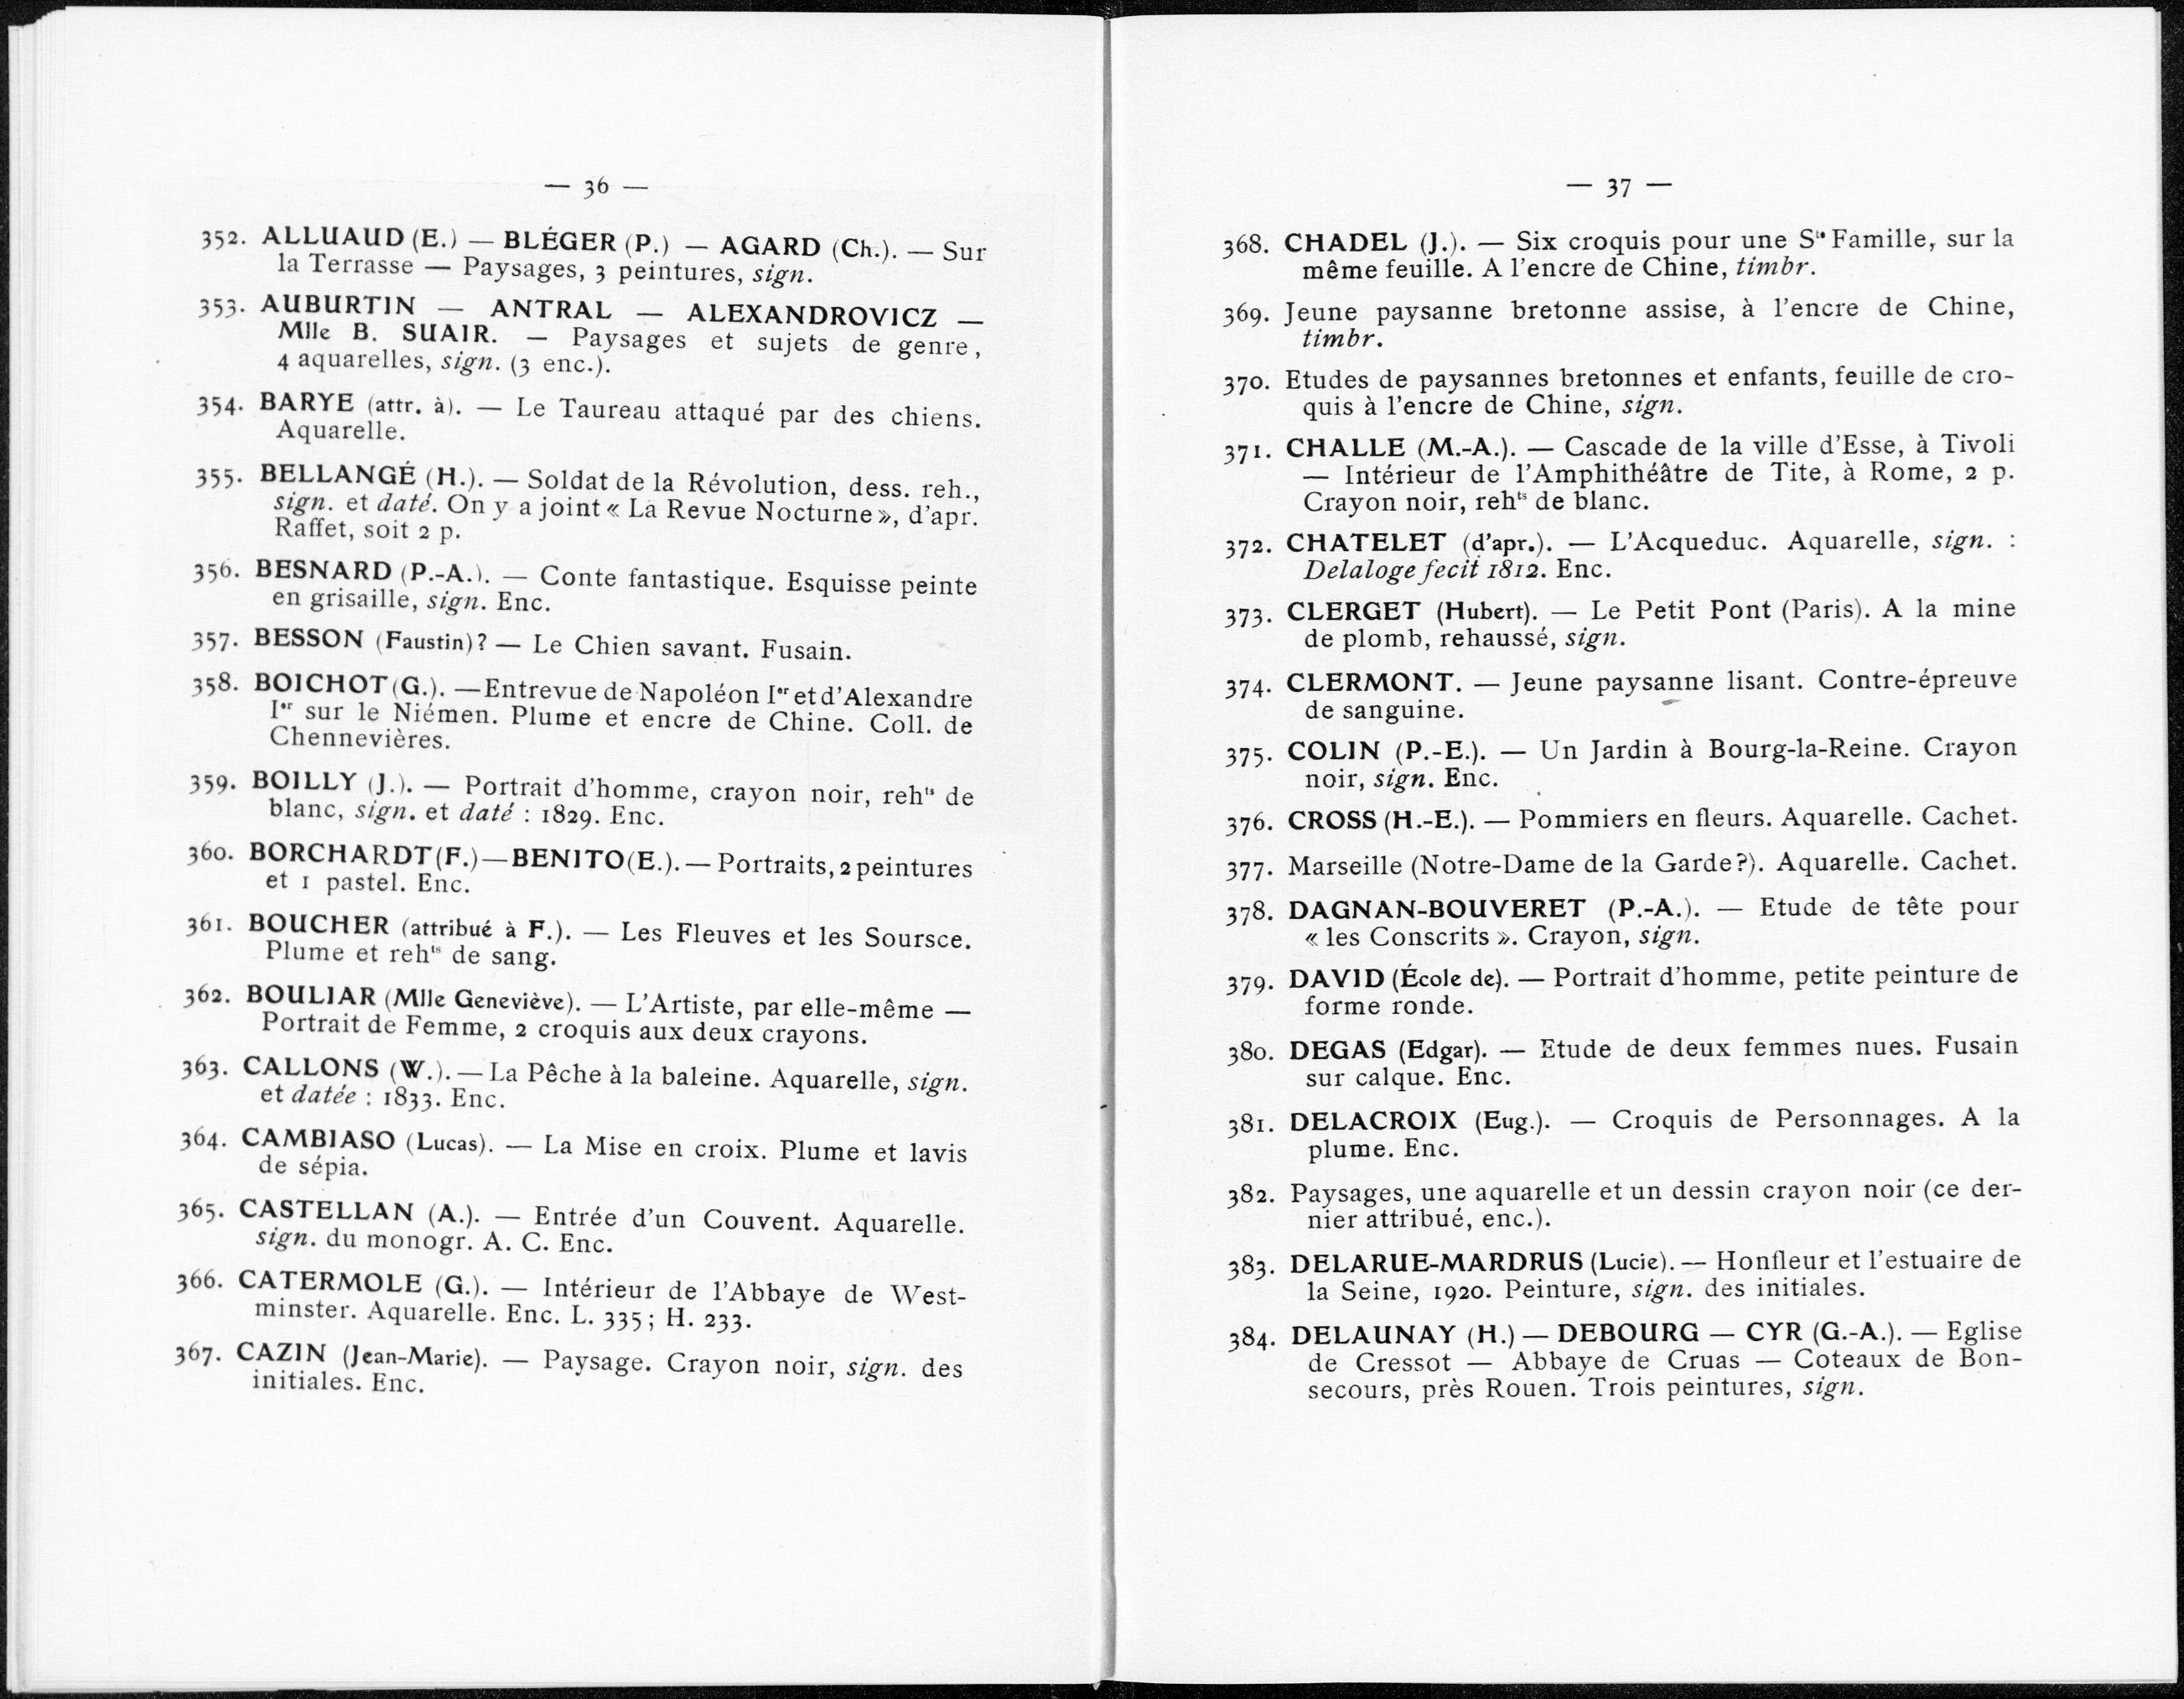 — 36 —
352. ALLUAUD (E.) — BLÉGER (P.) — AGARD (Ch.). — Sur
la Terrasse — Paysages, 3 peintures, sign.
353. AUBURTIN — ANTRAL — ALEXANDROVICZ —
Mlle B. SUAIR. — Paysages et sujets de genre,
4 aquarelles, sign. (3 enc.).
354. BARYE (attr. à). — Le Taureau attaqué par des chiens.
Aquarelle.
355. BELLANGÉ (H.). — Soldat de la Révolution, dess. reh.,
sign. et daté. On y a joint « La Revue Nocturne », d'apr.
Raffet, soit 2 p.
356. BESNARD (P.-A.). — Conte fantastique. Esquisse peinte
en grisaille, sign. Enc.
357. BESSON (Faustin)? — Le Chien savant. Fusain.
358. BOICHOT (G.). — Entrevue de Napoléon Ier et d'Alexandre
Ier sur le Niémen. Plume et encre de Chine. Coll. de
Chennevières.
359. BOILLY (J.). — Portrait d'homme, crayon noir, rehts de
blanc, sign. et daté : 1829. Enc.
360. BORCHARDT (F.) — BENITO (E.). — Portraits, 2 peintures
et 1 pastel. Enc.
361. BOUCHER (attribué à F.). — Les Fleuves et les Soursce.
Plume et rehts de sang.
362. BOULIAR (Mlle Geneviève). — L'Artiste, par elle-même —
Portrait de Femme, 2 croquis aux deux crayons.
363. CALLONS (W.). — La Pêche à la baleine. Aquarelle, sign.
et datée : 1833. Enc.
364. CAMBIASO (Lucas). — La Mise en croix. Plume et lavis
de sépia.
365. CASTELLAN (A.). — Entrée d'un Couvent. Aquarelle.
sign. du monogr. A. C. Enc.
366. CATERMOLE (G.). — Intérieur de l'Abbaye de West-
minster. Aquarelle. Enc. L. 335 ; H. 233.
367. CAZIN (Jean-Marie). — Paysage. Crayon noir, sign. des
initiales. Enc.
— 37 —
368. CHADEL (J.). — Six croquis pour une Ste Famille, sur la
même feuille. A l'encre de Chine, timbr.
369. Jeune paysanne bretonne assise, à l'encre de Chine,
timbr.
370. Etudes de paysannes bretonnes et enfants, feuille de cro-
quis à l'encre de Chine, sign.
371. CHALLE (M.-A.). — Cascade de la ville d'Esse, à Tivoli
— Intérieur de l'Amphithéâtre de Tite, à Rome, 2 p.
Crayon noir, rehts de blanc.
372. CHATELET (d'apr.). — L'Acqueduc. Aquarelle, sign. :
Delaloge fecit 1812. Enc.
373. CLERGET (Hubert). — Le Petit Pont (Paris). A la mine
de plomb, rehaussé, sign.
374. CLERMONT. — Jeune paysanne lisant. Contre-épreuve
de sanguine.
375. COLIN (P.-E.). — Un Jardin à Bourg-la-Reine. Crayon
noir, sign. Enc.
376. CROSS (H.-E.). — Pommiers en fleurs. Aquarelle. Cachet.
377. Marseille (Notre-Dame de la Garde?). Aquarelle. Cachet.
378. DAGNAN-BOUVERET (P.-A.). — Etude de tête pour
« les Conscrits ». Crayon, sign.
379. DAVID (École de). — Portrait d'homme, petite peinture de
forme ronde.
380. DEGAS (Edgar). — Etude de deux femmes nues. Fusain
sur calque. Enc.
381. DELACROIX (Eug.). — Croquis de Personnages. A la
plume. Enc.
382. Paysages, une aquarelle et un dessin crayon noir (ce der-
nier attribué, enc.).
383. DELARUE-MARDRUS (Lucie). — Honfleur et l'estuaire de
la Seine, 1920. Peinture, sign. des initiales.
384. DELAUNAY (H.) — DEBOURG — CYR (G.-A.). — Eglise
de Cressot — Abbaye de Cruas — Coteaux de Bon-
secours, près Rouen. Trois peintures, sign.